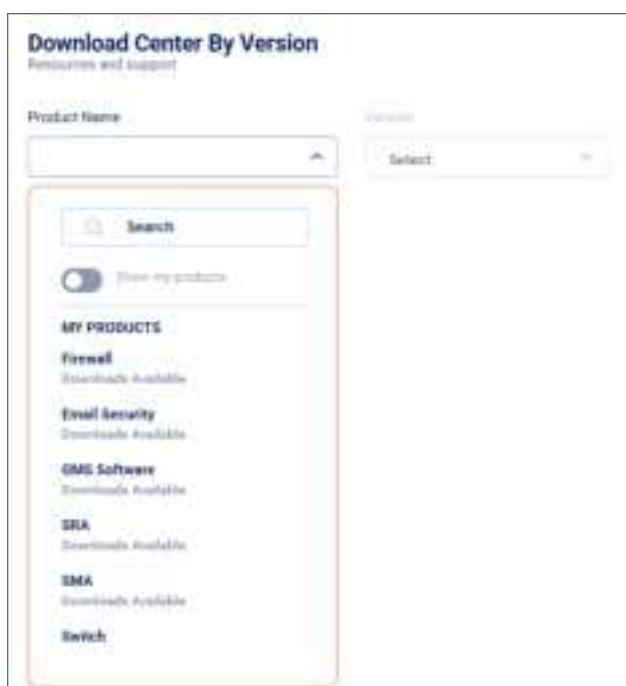 Download Center By Version
Resources and support
Product Name
Version
Select
Search
Show my products
MY PRODUCTS
Firewall
Downloads Available
Email Security
Downloads Available
GMS Software
Downloads Available
SRA
Downloads Available
SMA
Downloads Available
Switch